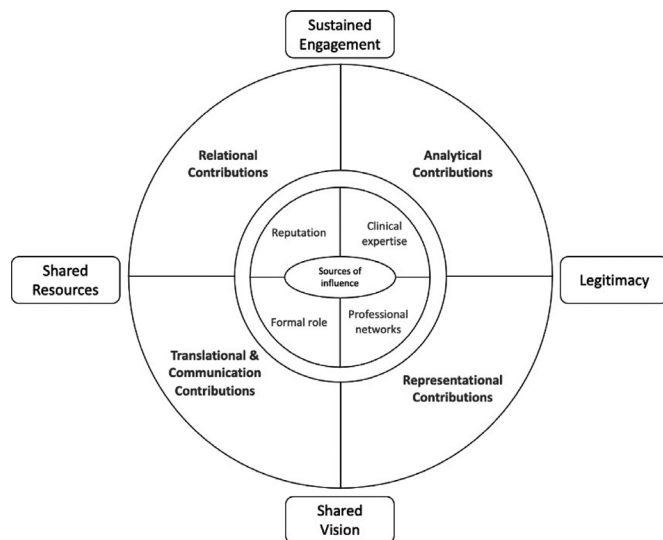 Sustained
Engagement
Relational
Contributions
Analytical
Contributions
Reputation
Clinical
expertise
Shared
Resources
Sources of
influence
Legitimacy
Formal role
Professional
networks
Translational &
Communication
Contributions
Representational
Contributions
Shared
Vision